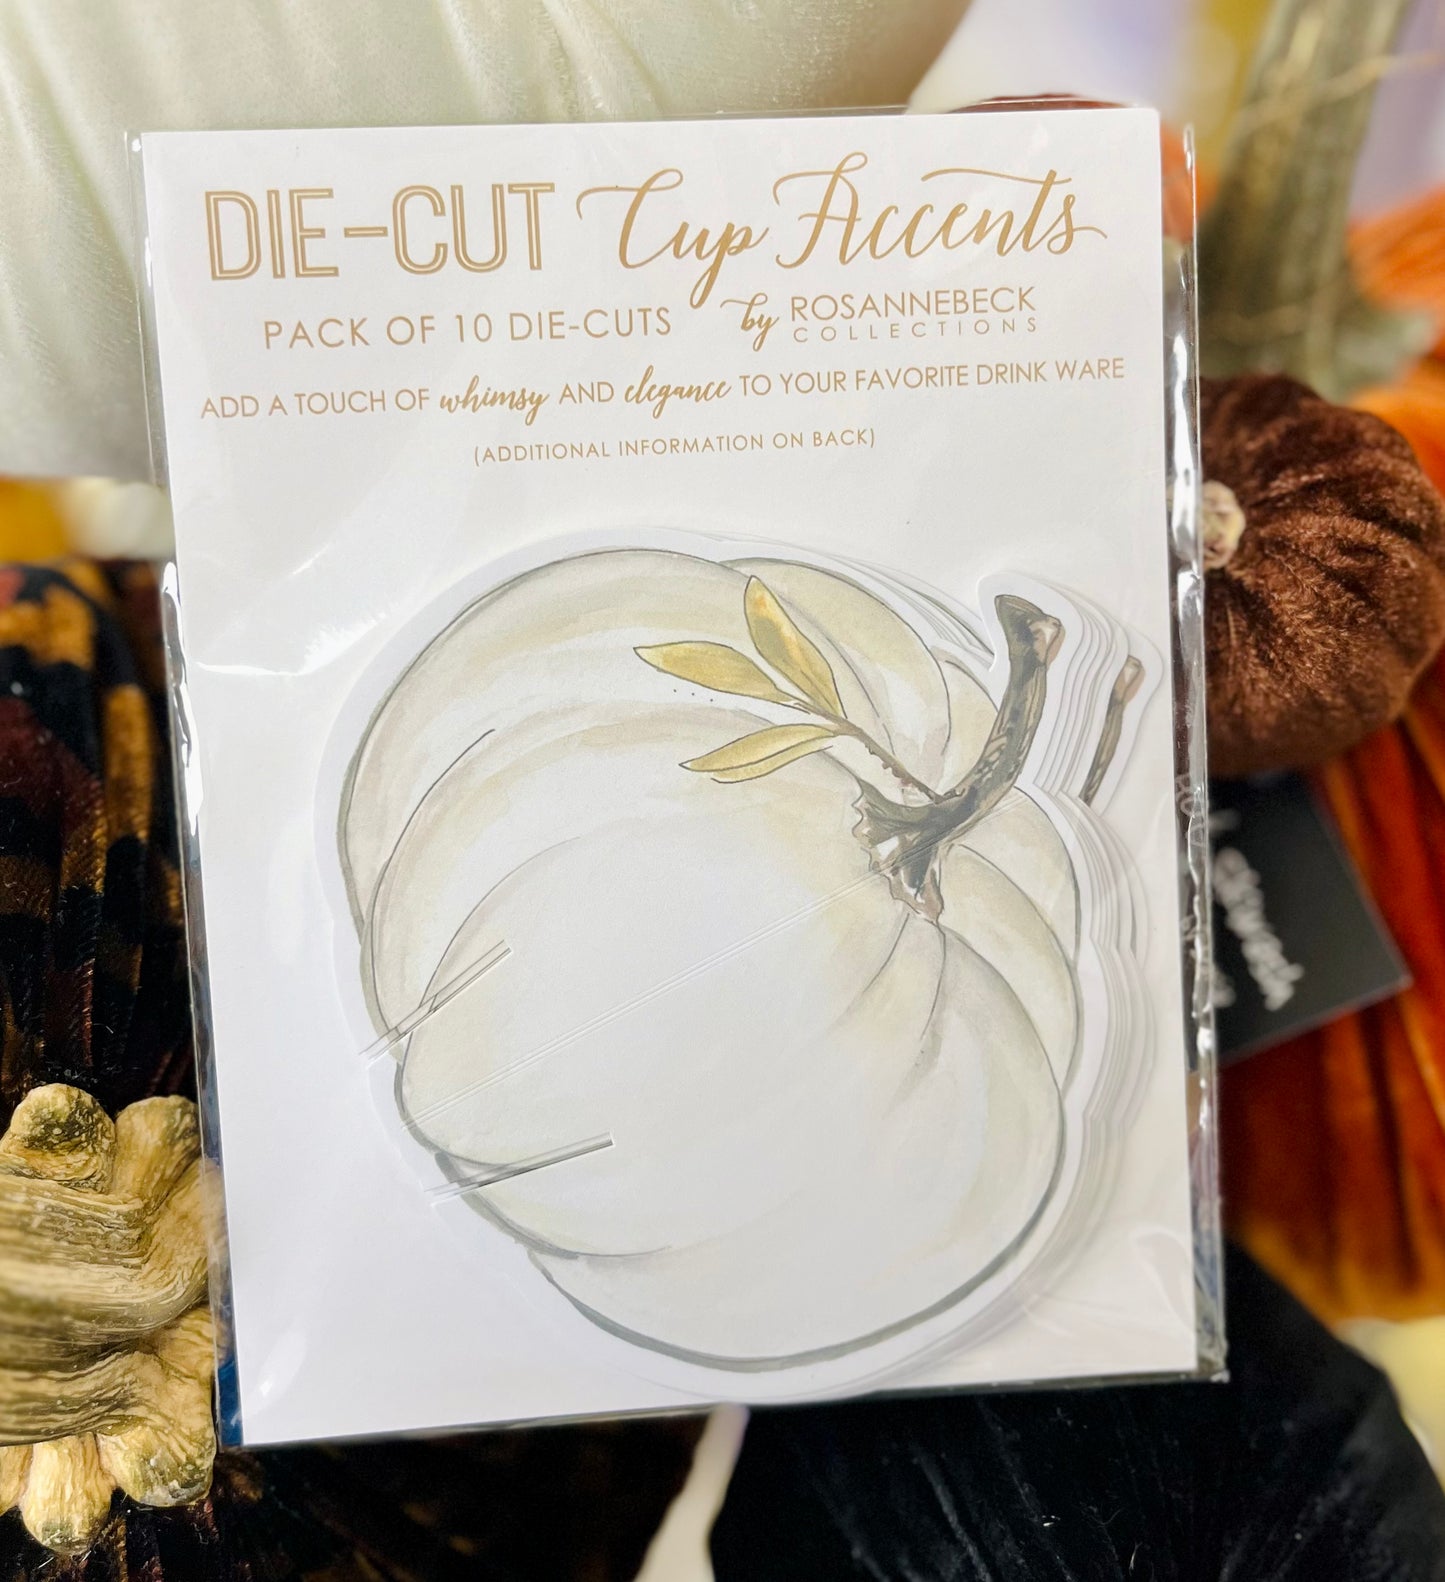 DIE-CUT Cup Accents
PACK OF 10 DIE-CUTS by ROSANNEBECK
COLLECTIONS
ADD A TOUCH OF whimsy AND elegance TO YOUR FAVORITE DRINK WARE
(ADDITIONAL INFORMATION ON BACK)